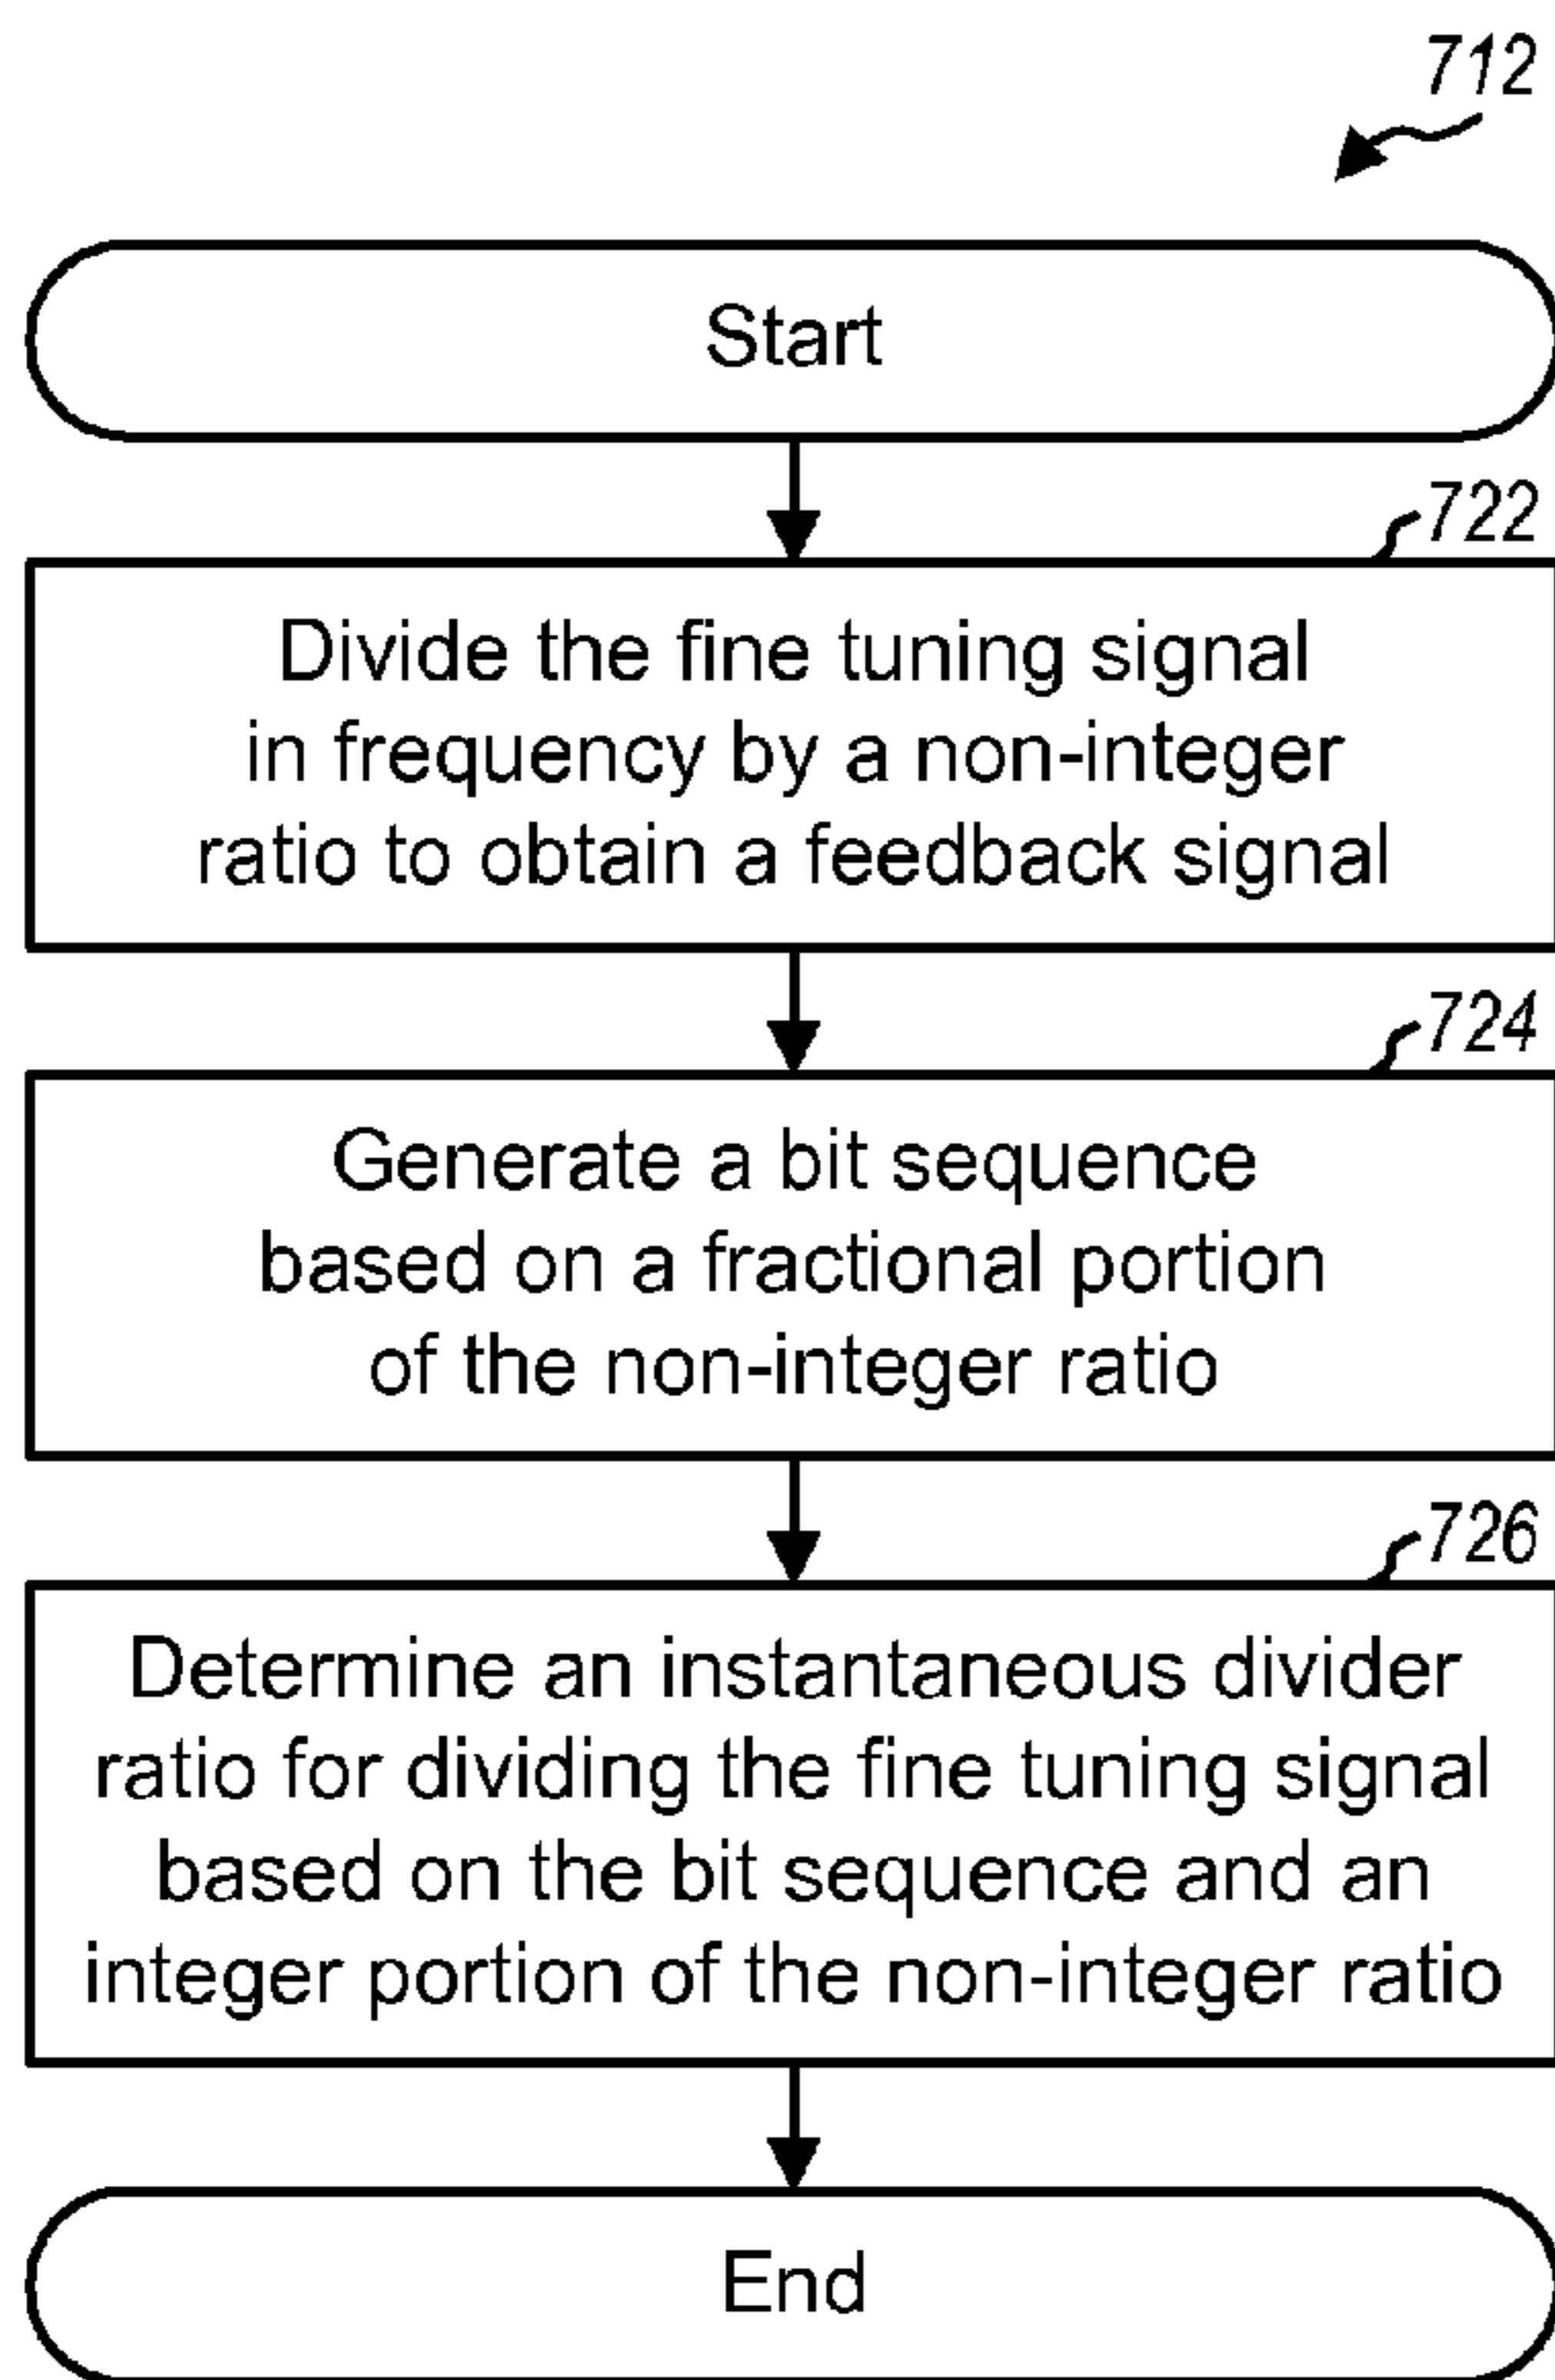 712
Start
722
Divide the fine tuning signal
in frequency by a non-integer
ratio to obtain a feedback signal
724
Generate a bit sequence
based on a fractional portion
of the non-integer ratio
726
Determine an instantaneous divider
ratio for dividing the fine tuning signal
based on the bit sequence and an
integer portion of the non-integer ratio
End